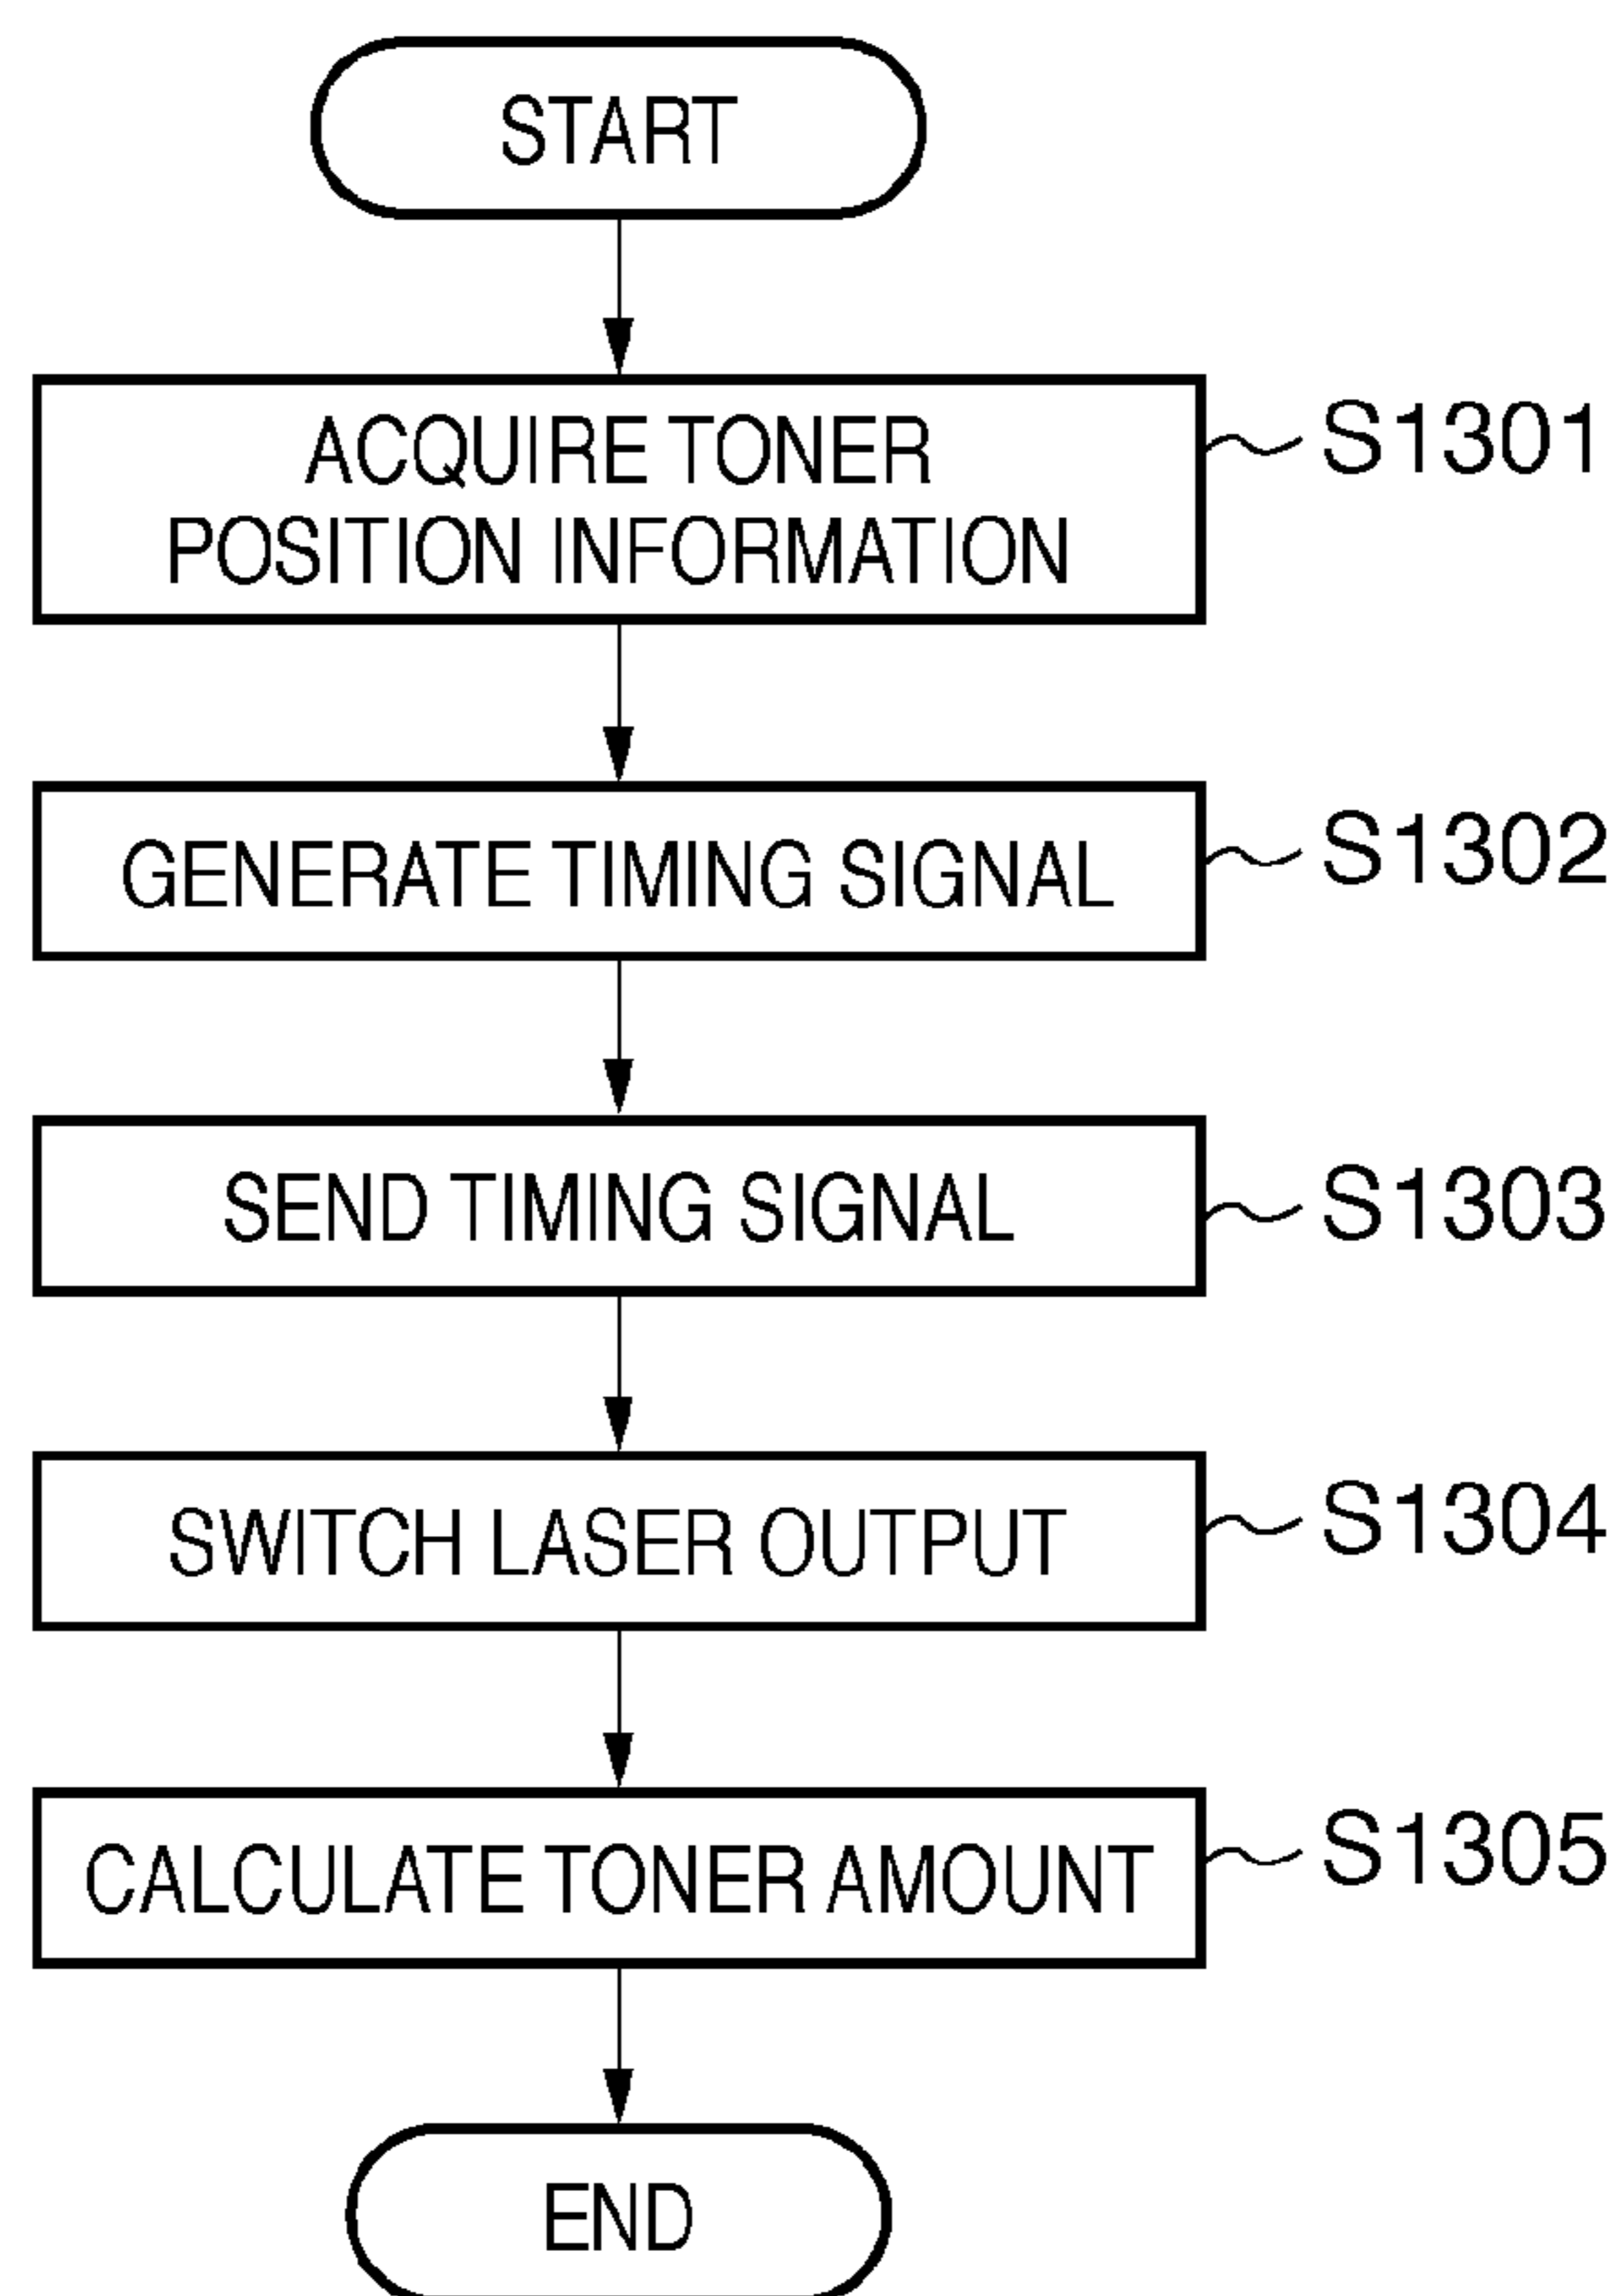 START
ACQUIRE TONER
POSITION INFORMATION
S1301
GENERATE TIMING SIGNAL
S1302
SEND TIMING SIGNAL
S1303
SWITCH LASER OUTPUT
S1304
CALCULATE TONER AMOUNT
S1305
END